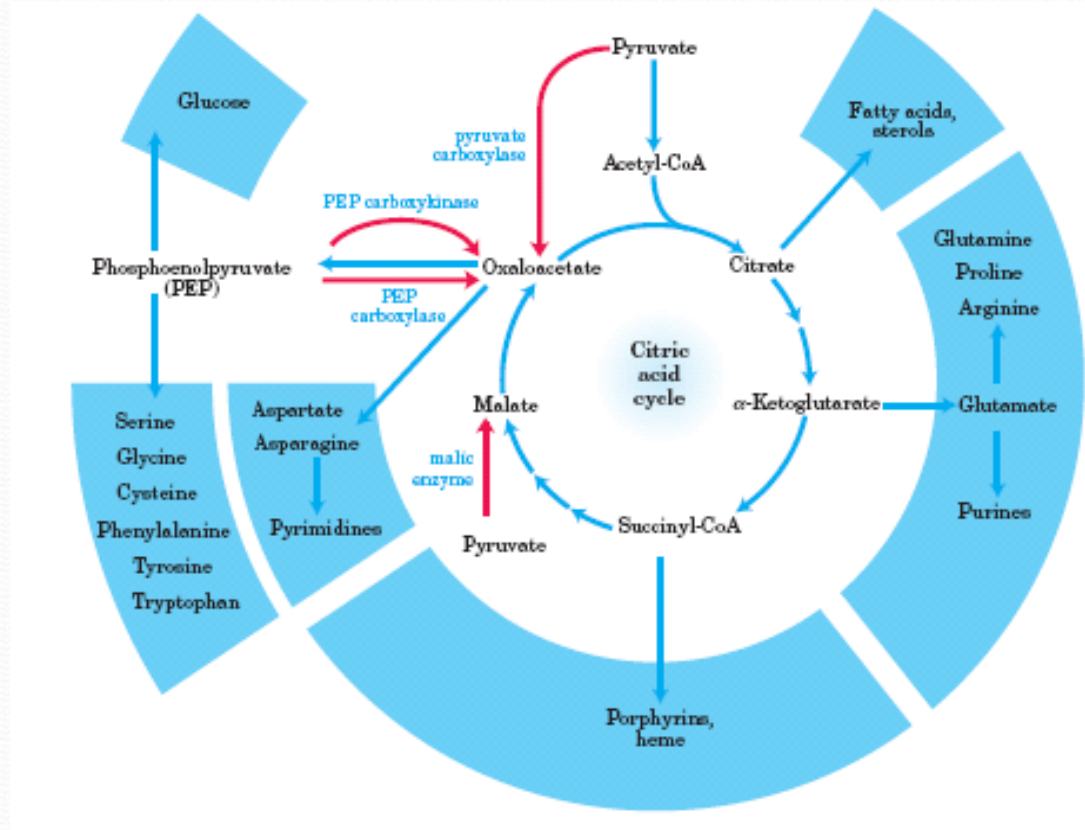 Pyruvate
Glucose
Fatty acids,
sterols
pyruvate
carboxylase
Acetyl-CoA
PEP carboxykinase
Glutamine
Phosphoenolpyruvate
(PEP)
Oxaloacetate
Citrate
Proline
PEP
carboxylase
Arginine
Citric
acid
cycle
Malate
α-Ketoglutarate
Glutamate
Serine
Glycine
Cysteine
Phenylalanine
Tyrosine
Tryptophan
Aspartate
Asparagine
Pyrimidines
malic
enzyme
Pyruvate
Succinyl-CoA
Purines
Porphyrins,
heme